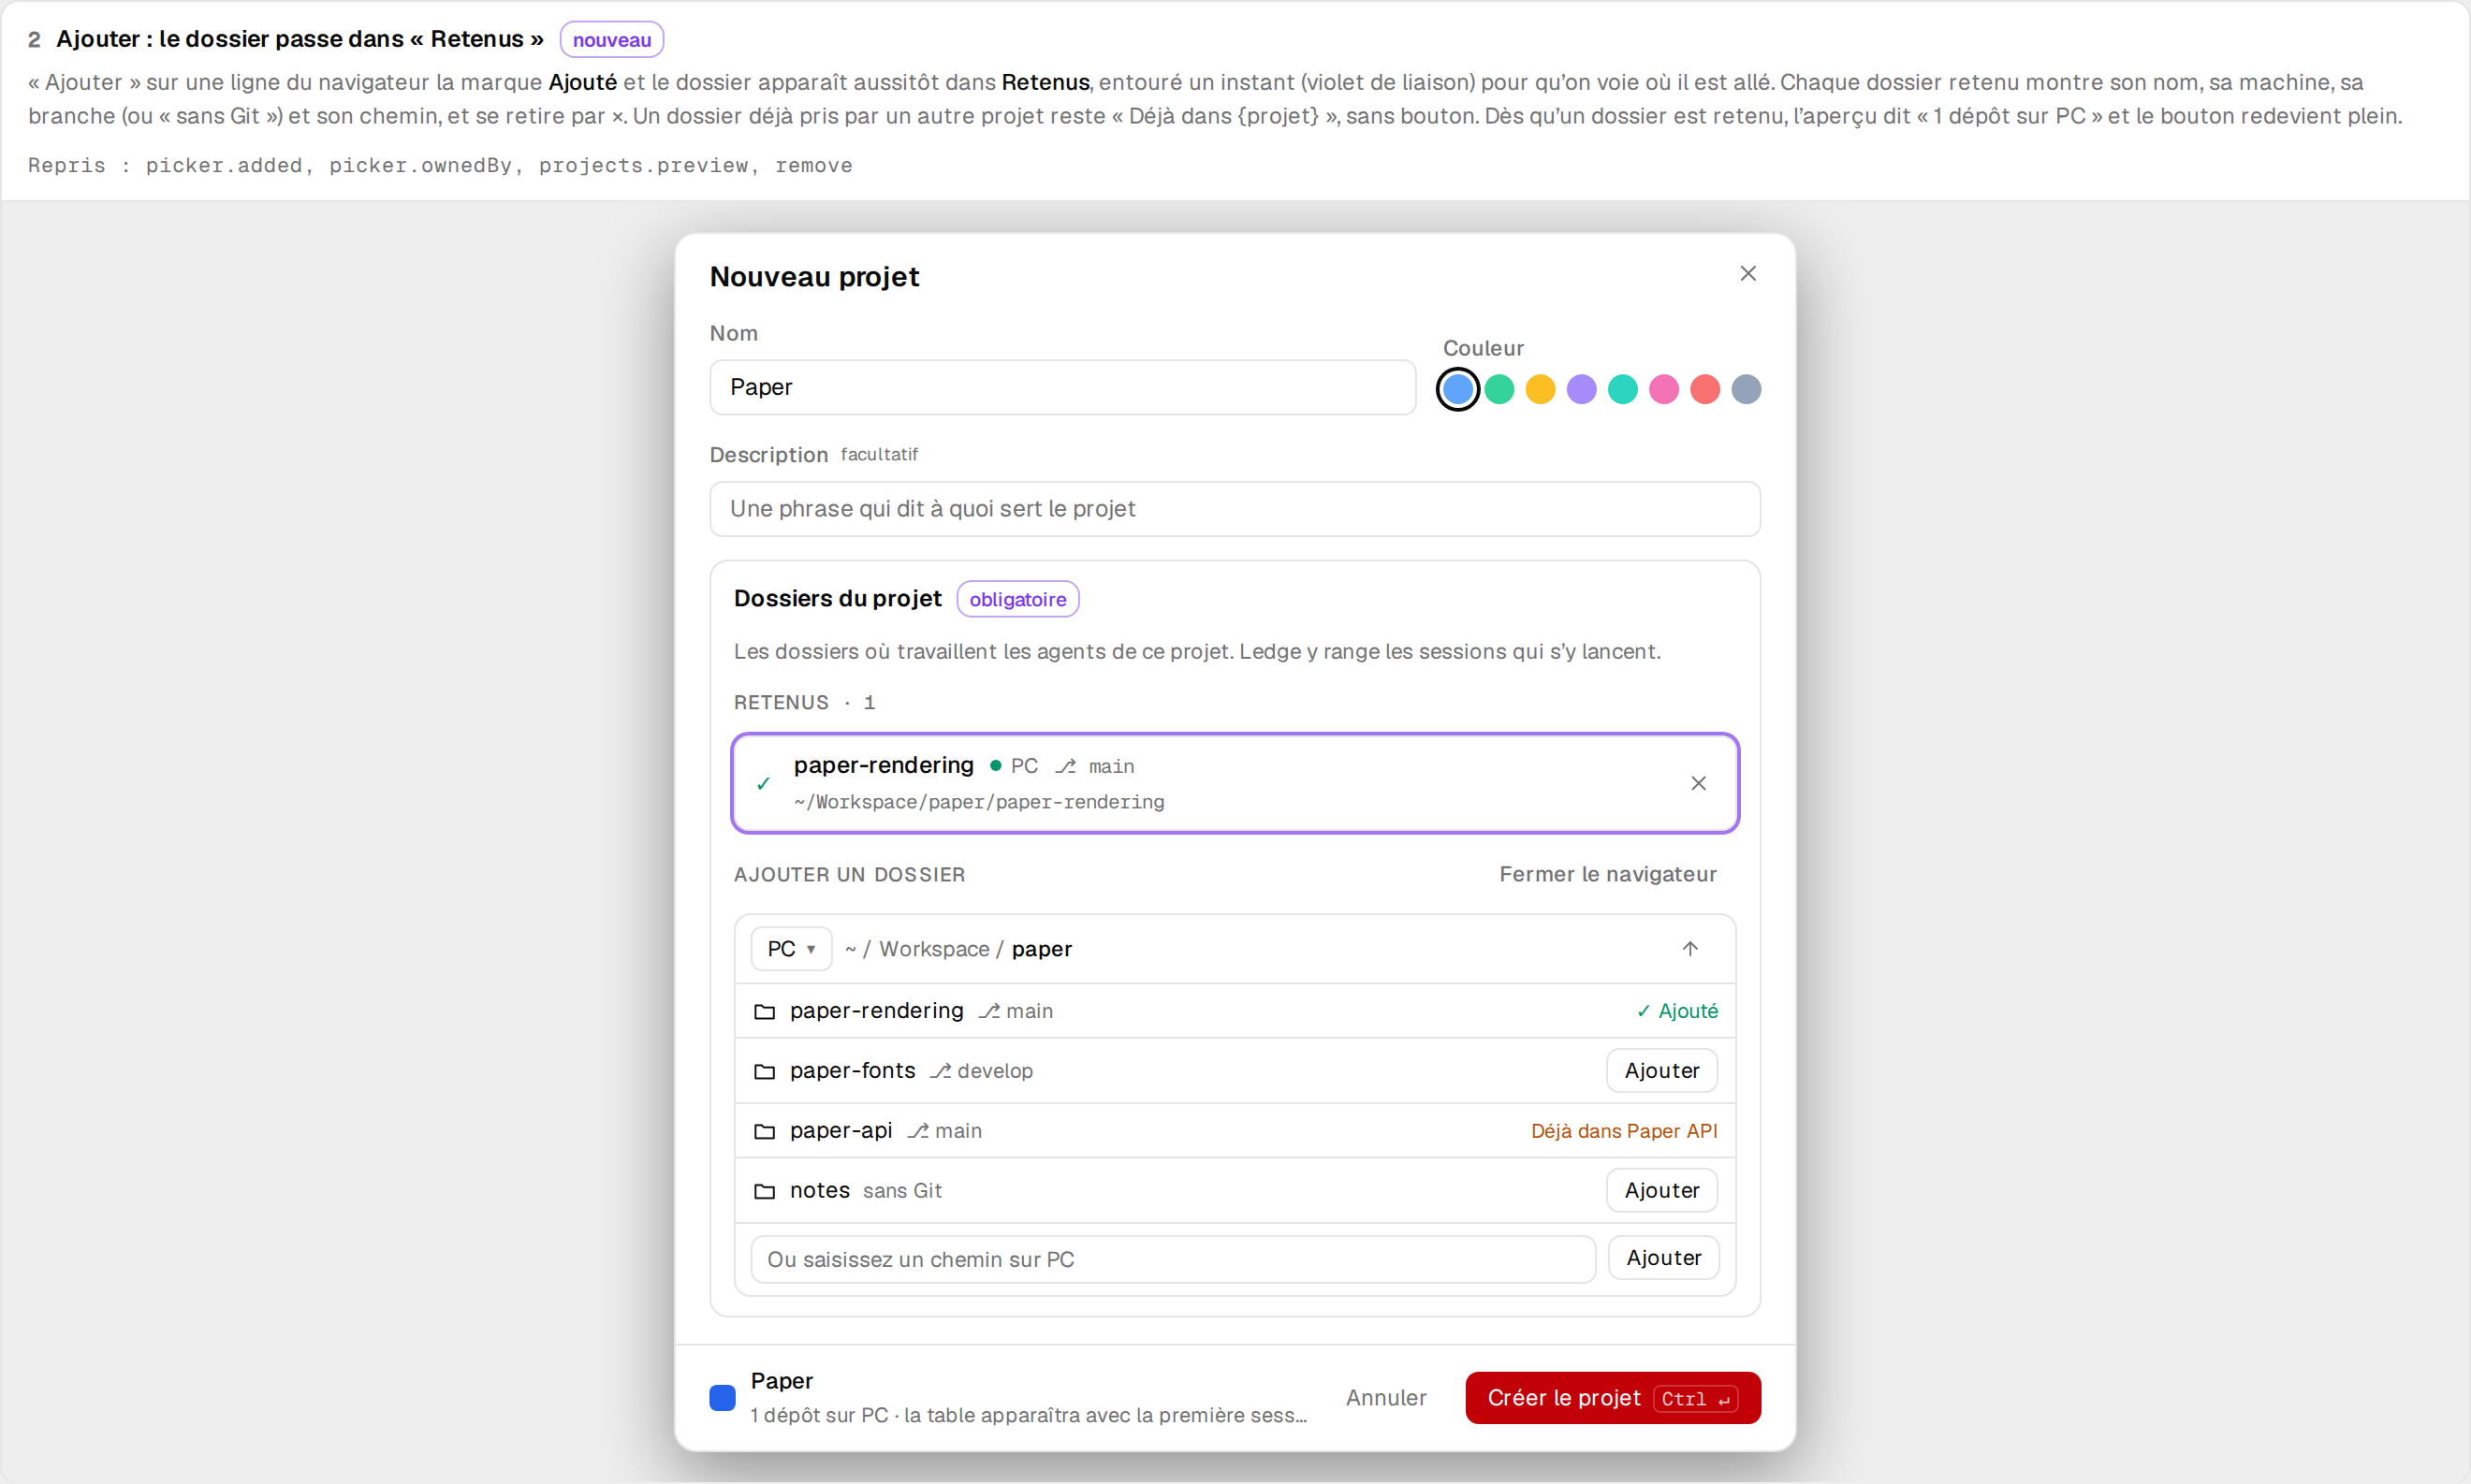 2 Ajouter : le dossier passe dans « Retenus » nouveau
« Ajouter » sur une ligne du navigateur la marque Ajouté et le dossier apparaît aussitôt dans Retenus, entouré un instant (violet de liaison) pour qu’on voie où il est allé. Chaque dossier retenu montre son nom, sa machine, sa
branche (ou « sans Git ») et son chemin, et se retire par ×. Un dossier déjà pris par un autre projet reste « Déjà dans {projet} », sans bouton. Dès qu’un dossier est retenu, l’aperçu dit « 1 dépôt sur PC » et le bouton redevient plein.
Repris : picker.added, picker.ownedBy, projects.preview, remove
Nouveau projet
Nom
Couleur
Paper
Description facultatif
Une phrase qui dit à quoi sert le projet
Dossiers du projet obligatoire
Les dossiers où travaillent les agents de ce projet. Ledge y range les sessions qui s’y lancent.
RETENUS · 1
✓ paper-rendering PC ⎇ main
~/Workspace/paper/paper-rendering
AJOUTER UN DOSSIER Fermer le navigateur
PC ▾ ~ / Workspace / paper ↑
paper-rendering ⎇ main ✓ Ajouté
paper-fonts ⎇ develop Ajouter
paper-api ⎇ main Déjà dans Paper API
notes sans Git Ajouter
Ou saisissez un chemin sur PC Ajouter
Paper
1 dépôt sur PC · la table apparaîtra avec la première sess…
Annuler
Créer le projet Ctrl ↵